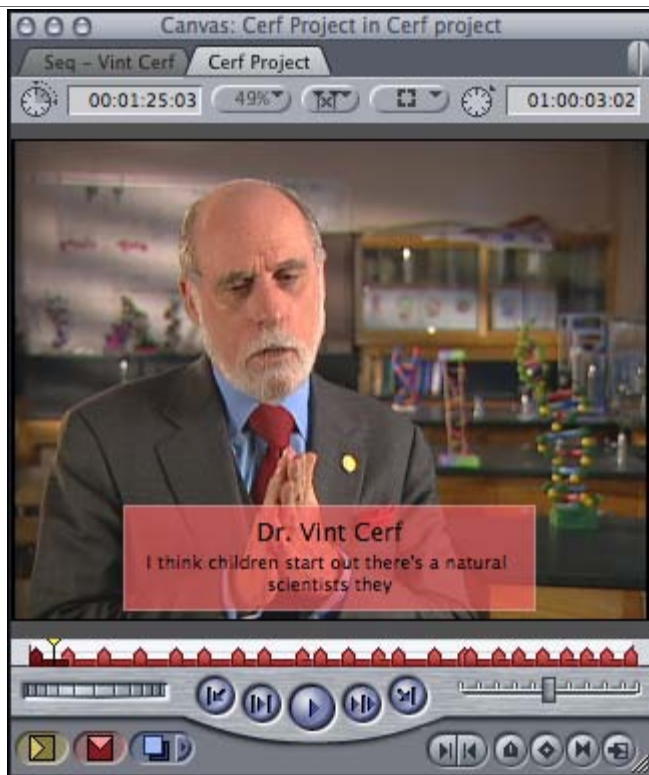 Canvas: Cerf Project in Cerf project
Seq – Vint Cerf
Cerf Project
00:01:25:03
49%
01:00:03:02
Dr. Vint Cerf
I think children start out there's a natural
scientists they